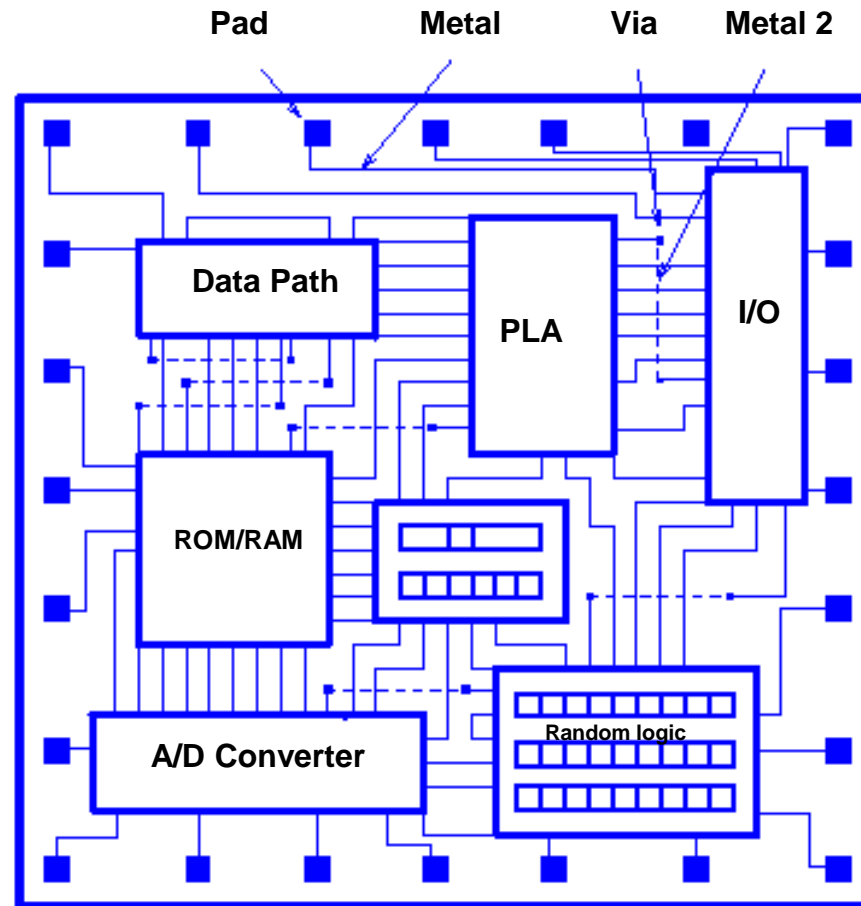 Pad Metal Via Metal 2
Data Path
PLA
I/O
ROM/RAM
Random logic
A/D Converter